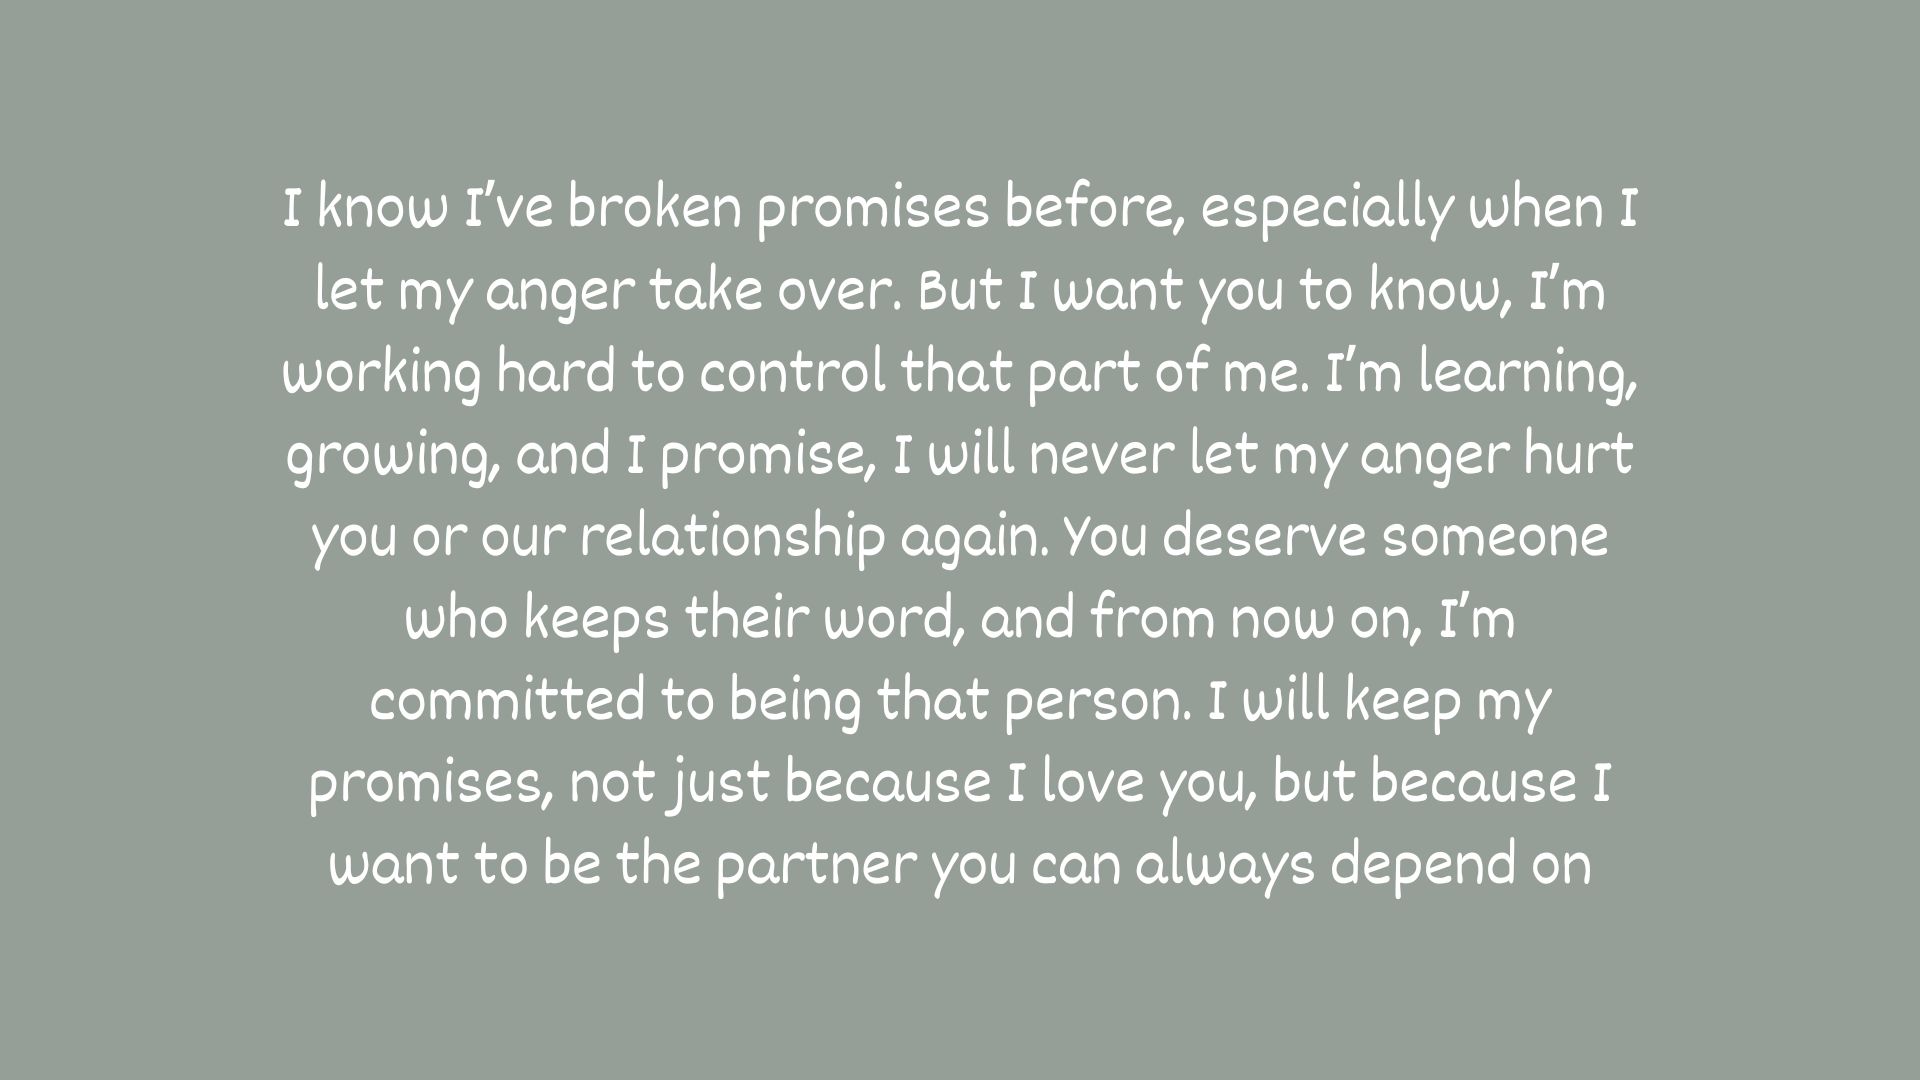 I know I've broken promises before, especially when I
let my anger take over. But I want you to know, I'm
working hard to control that part of me. I'm learning,
growing, and I promise, I will never let my anger hurt
you or our relationship again. You deserve someone
who keeps their word, and from now on, I'm
committed to being that person. I will keep my
promises, not just because I love you, but because I
want to be the partner you can always depend on